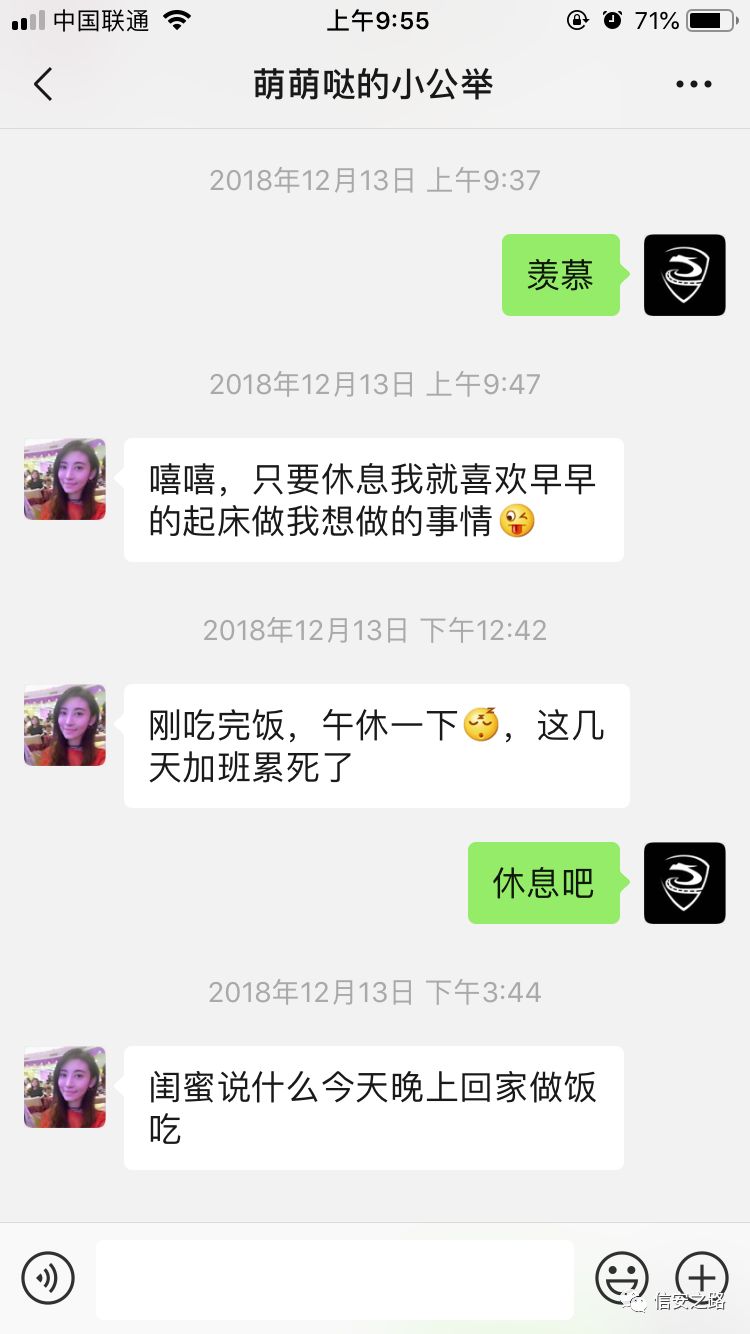 中国联通 上午9:55 71%
萌萌哒的小公举
2018年12月13日 上午9:37
羡慕
2018年12月13日 上午9:47
嘻嘻，只要休息我就喜欢早早
的起床做我想做的事情😜
2018年12月13日 下午12:42
刚吃完饭，午休一下😴，这几
天加班累死了
休息吧
2018年12月13日 下午3:44
闺蜜说什么今天晚上回家做饭
吃
信安之路